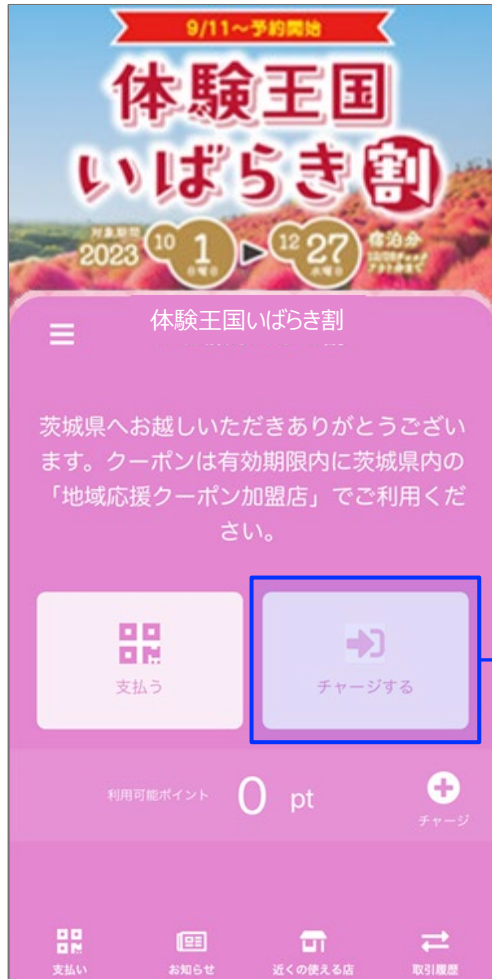 9/11～予約開始
体験王国
いばらき割
対象期間
2023 10 1 日曜日 ▶ 12 27 水曜日 宿泊分
体験王国いばらき割
茨城県へお越しいただきありがとうござい
ます。クーポンは有効期限内に茨城県内の
「地域応援クーポン加盟店」でご利用くだ
さい。
支払う
チャージする
利用可能ポイント 0 pt
チャージ
支払い
お知らせ
近くの使える店
取引履歴